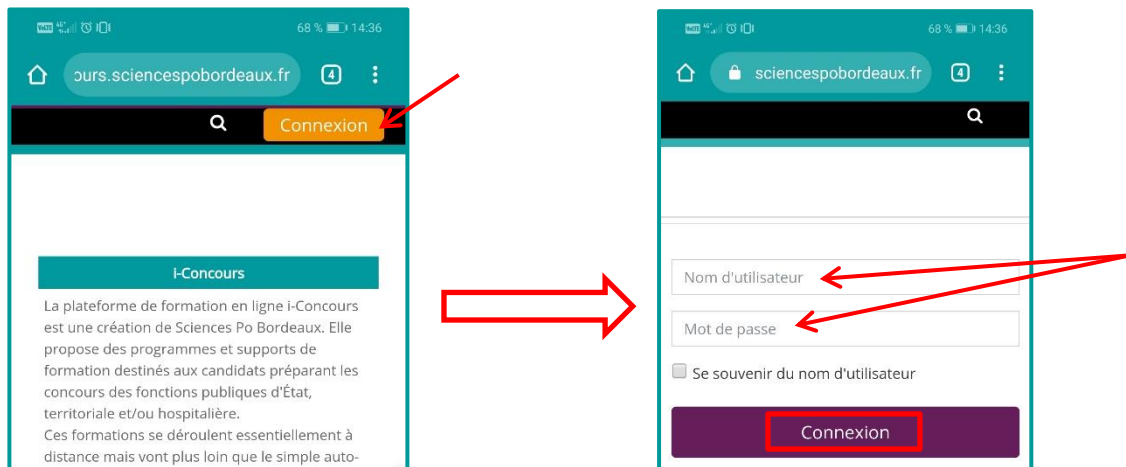 68 % 14:36
ours.sciencespobordeaux.fr 4
Connexion
i-Concours
La plateforme de formation en ligne i-Concours
est une création de Sciences Po Bordeaux. Elle
propose des programmes et supports de
formation destinés aux candidats préparant les
concours des fonctions publiques d'État,
territoriale et/ou hospitalière.
Ces formations se déroulent essentiellement à
distance mais vont plus loin que le simple auto-
68 % 14:36
sciencespobordeaux.fr 4
Nom d'utilisateur
Mot de passe
Se souvenir du nom d'utilisateur
Connexion